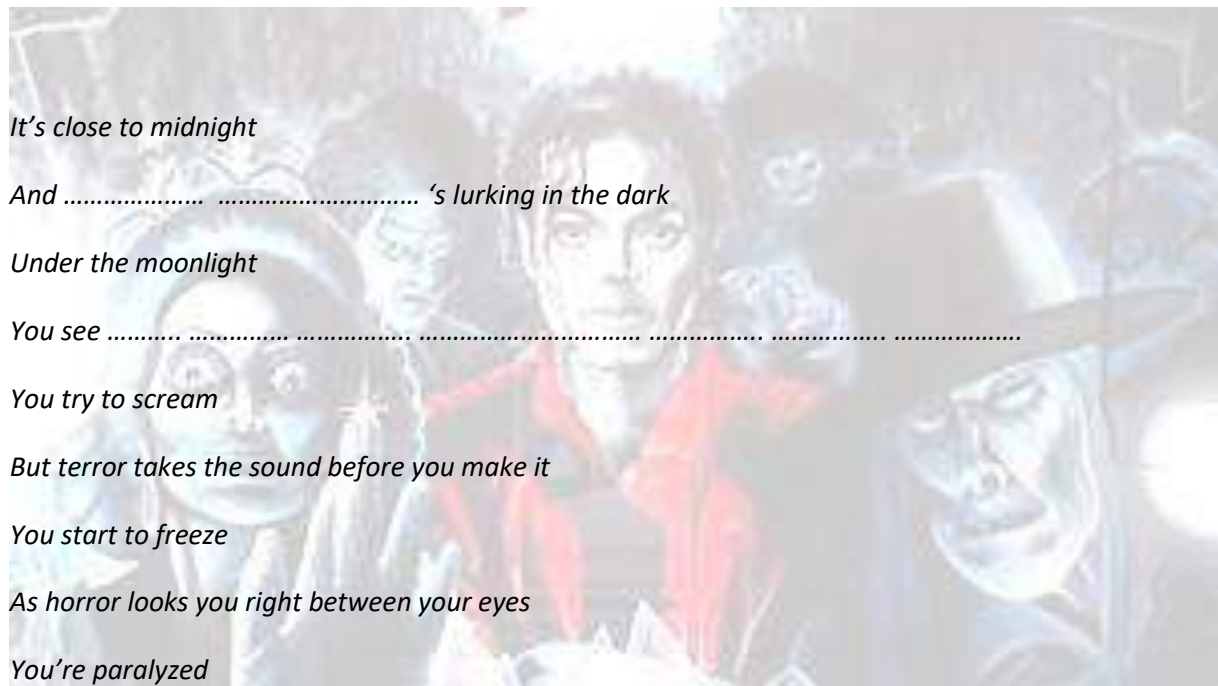 It’s close to midnight
And ………………… ………………………… ‘s lurking in the dark
Under the moonlight
You see ……….. …………… …………….. …………………………… …………….. …………….. ……………….
You try to scream
But terror takes the sound before you make it
You start to freeze
As horror looks you right between your eyes
You’re paralyzed